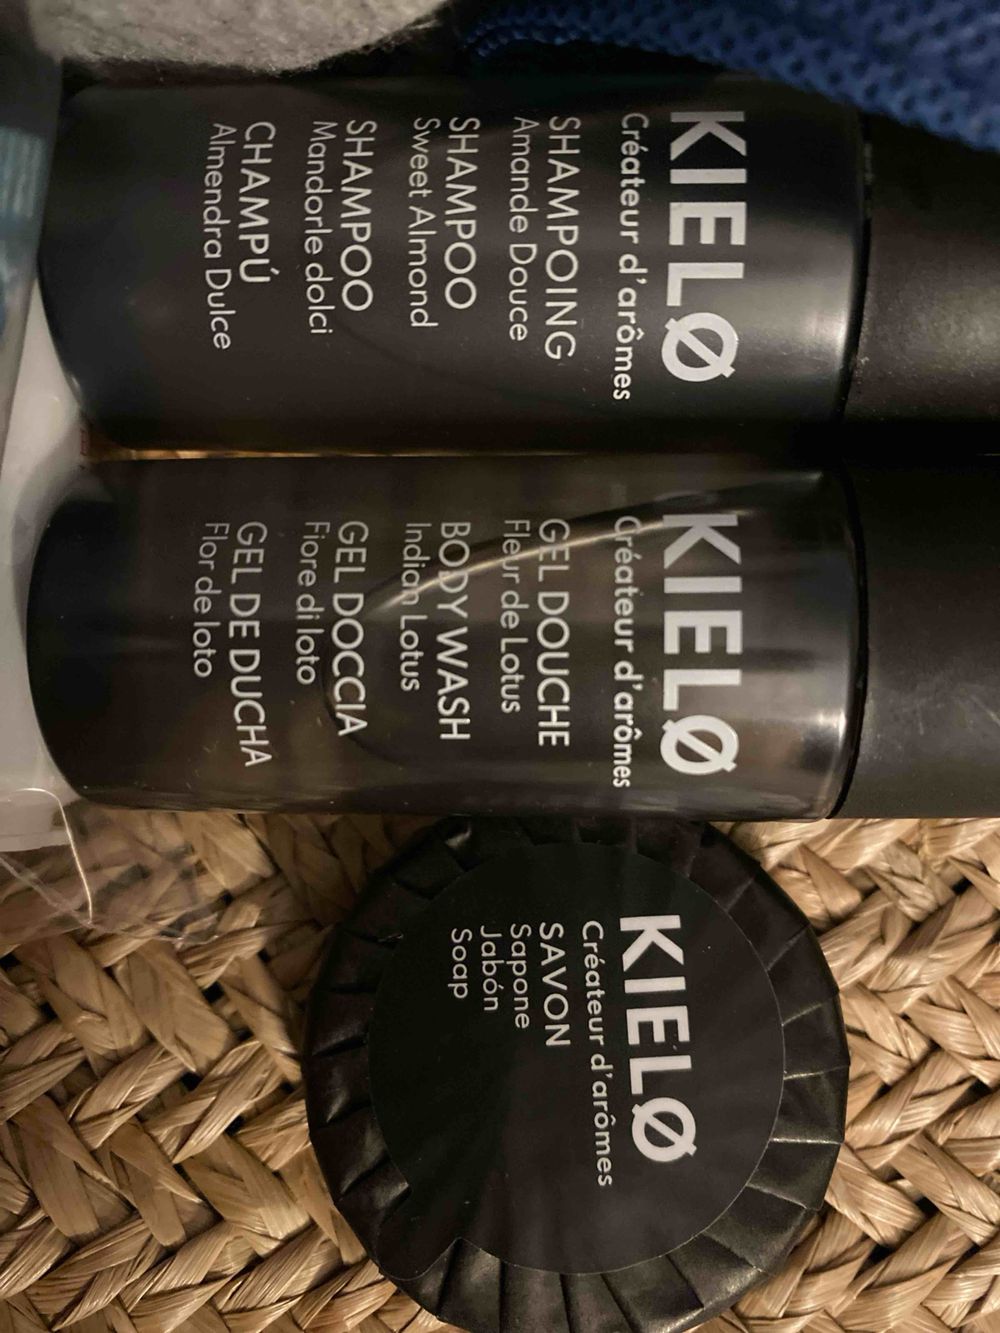 KIELØ
Créateur d'arômes
SHAMPOING
Amande Douce
SHAMPOO
Sweet Almond
SHAMPOO
Mandorle dolci
CHAMPÚ
Almendra Dulce
KIELØ
Créateur d'arômes
GEL DOUCHE
Fleur de Lotus
BODY WASH
Indian Lotus
GEL DOCCIA
Fiore di loto
GEL DE DUCHA
Flor de loto
KIELØ
Créateur d'arômes
SAVON
Sapone
Jabón
Soap